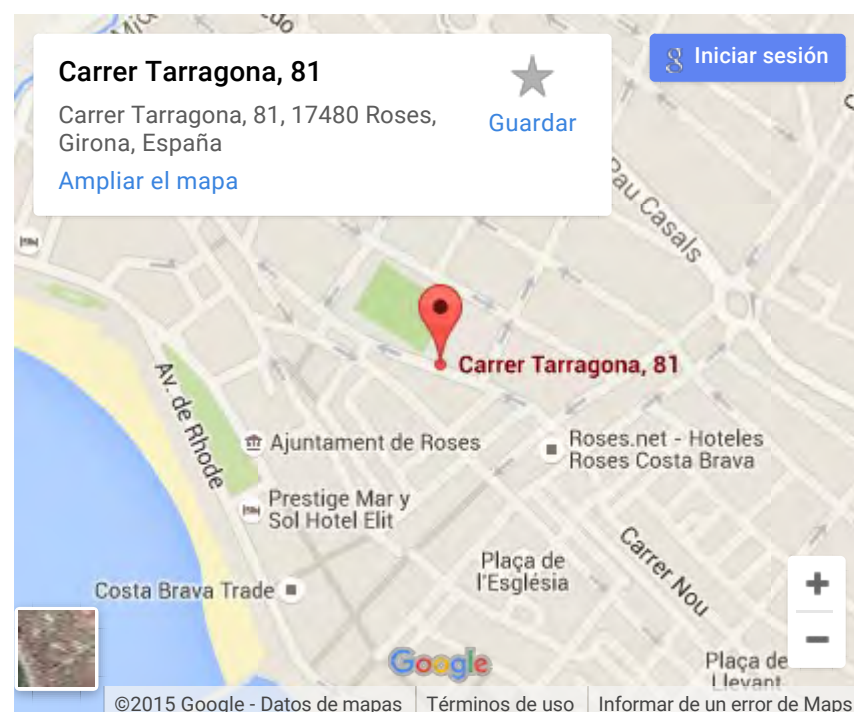 Carrer Tarragona, 81
Carrer Tarragona, 81, 17480 Roses,
Girona, España
Ampliar el mapa
Guardar
Iniciar sesión
Pau Casals
Carrer Tarragona, 81
Av. de Rhode
Ajuntament de Roses
Roses.net - Hoteles
Roses Costa Brava
Prestige Mar y
Sol Hotel Elit
Carrer Nou
Plaça de
l'Església
Costa Brava Trade
Plaça de
Llevant
Google
©2015 Google - Datos de mapas
Términos de uso
Informar de un error de Maps